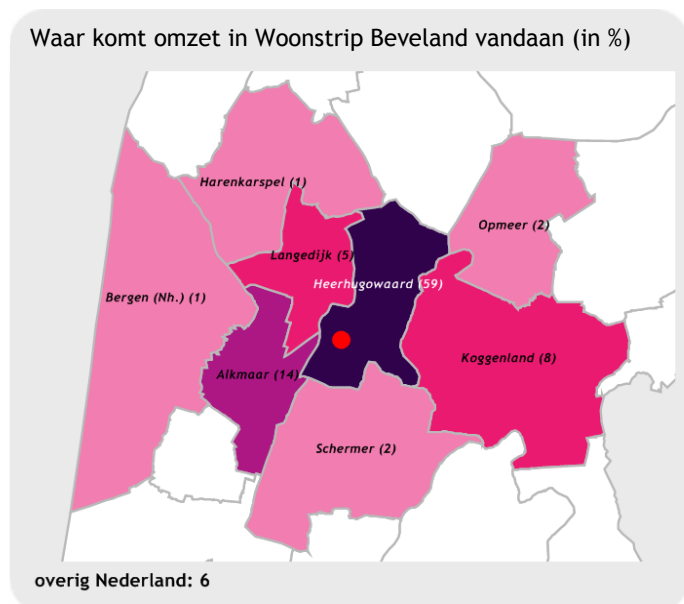 Waar komt omzet in Woonstrip Beveland vandaan (in %)
Harenkarspel (1)
Opmeer (2)
Langedijk (5)
Heerhugowaard (59)
Bergen (Nh.) (1)
Koggenland (8)
Alkmaar (14)
Schermer (2)
overig Nederland: 6